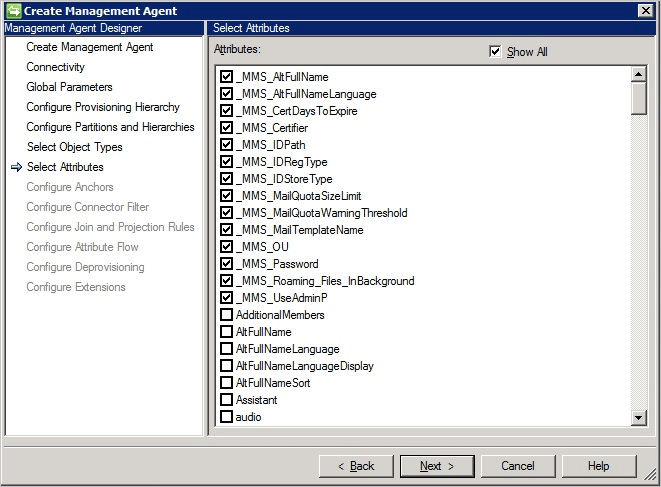 Create Management Agent
Management Agent Designer
Create Management Agent
Connectivity
Global Parameters
Configure Provisioning Hierarchy
Configure Partitions and Hierarchies
Select Object Types
Select Attributes
Configure Anchors
Configure Connector Filter
Configure Join and Projection Rules
Configure Attribute Flow
Configure Deprovisioning
Configure Extensions
Select Attributes
Attributes:
Show All
_MMS_AltFullName
_MMS_AltFullNameLanguage
_MMS_CertDaysToExpire
_MMS_Certifier
_MMS_IDPath
_MMS_IDRegType
_MMS_IDStoreType
_MMS_MailQuotaSizeLimit
_MMS_MailQuotaWarningThreshold
_MMS_MailTemplateName
_MMS_OU
_MMS_Password
_MMS_Roaming_Files_InBackground
_MMS_UseAdminP
AdditionalMembers
AltFullName
AltFullNameLanguage
AltFullNameLanguageDisplay
AltFullNameSort
Assistant
audio
< Back
Next >
Cancel
Help